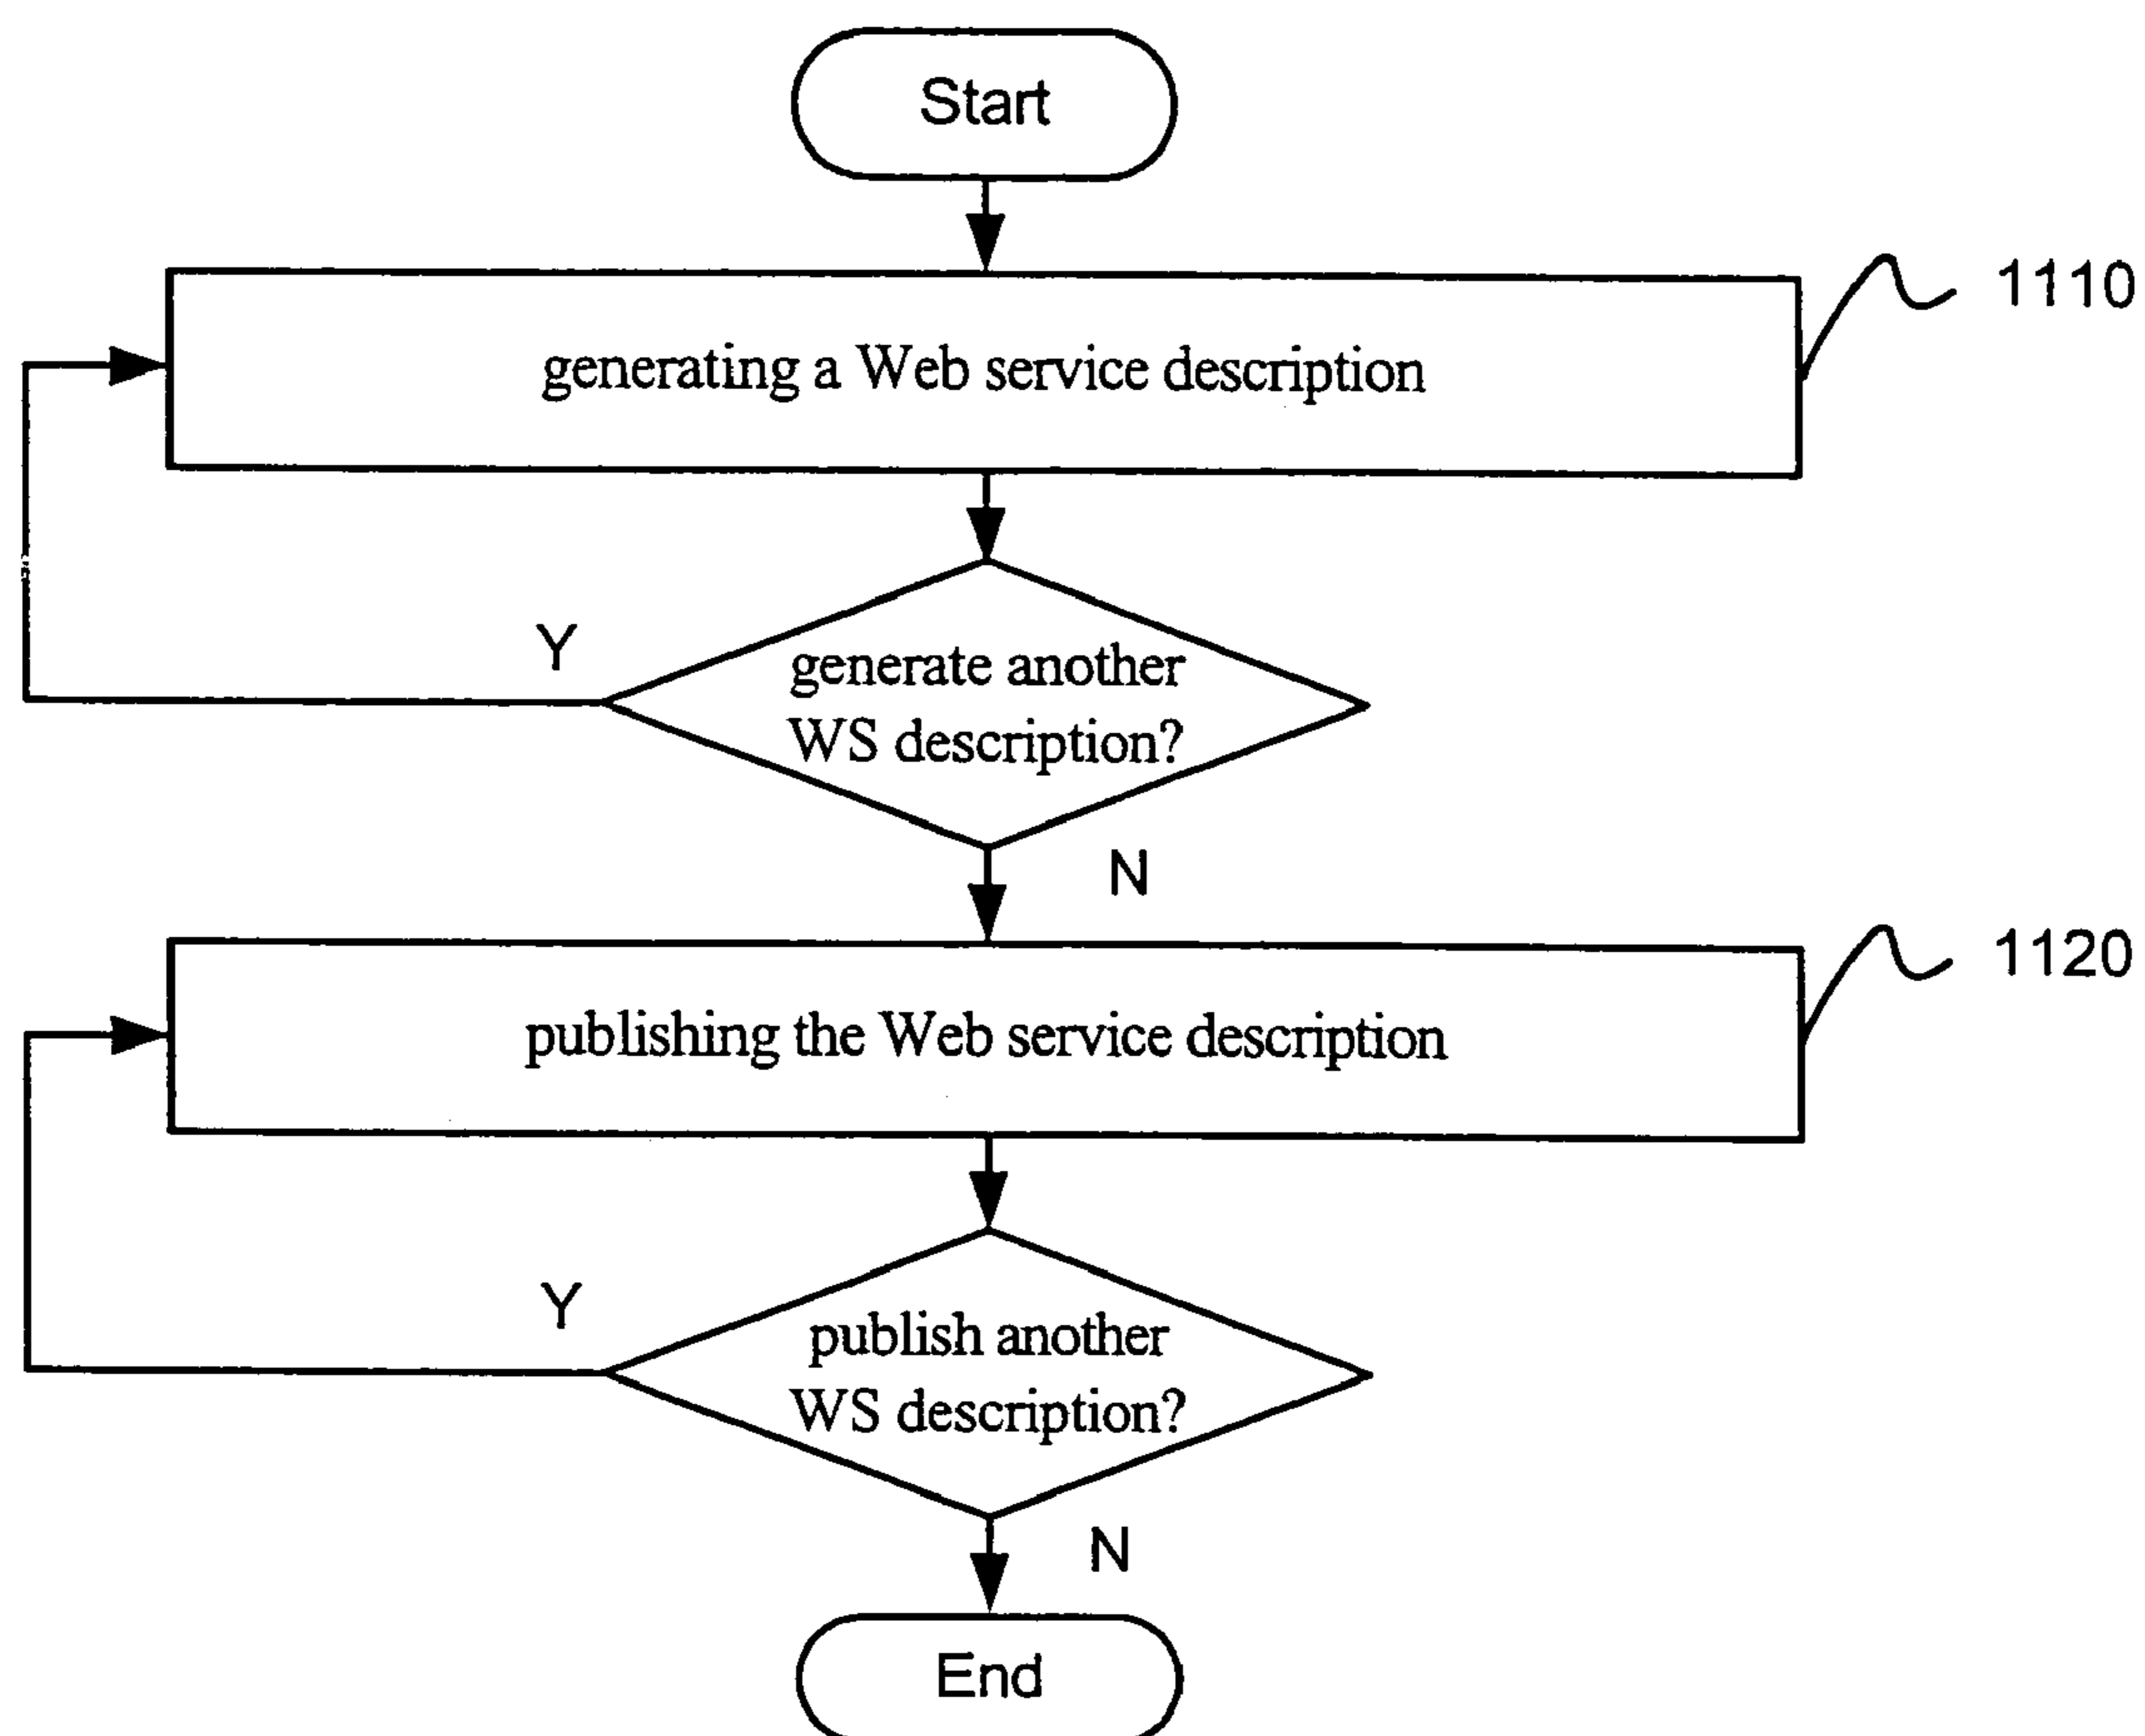 Start
1110
generating a Web service description
Y
generate another
WS description?
N
1120
publishing the Web service description
Y
publish another
WS description?
N
End